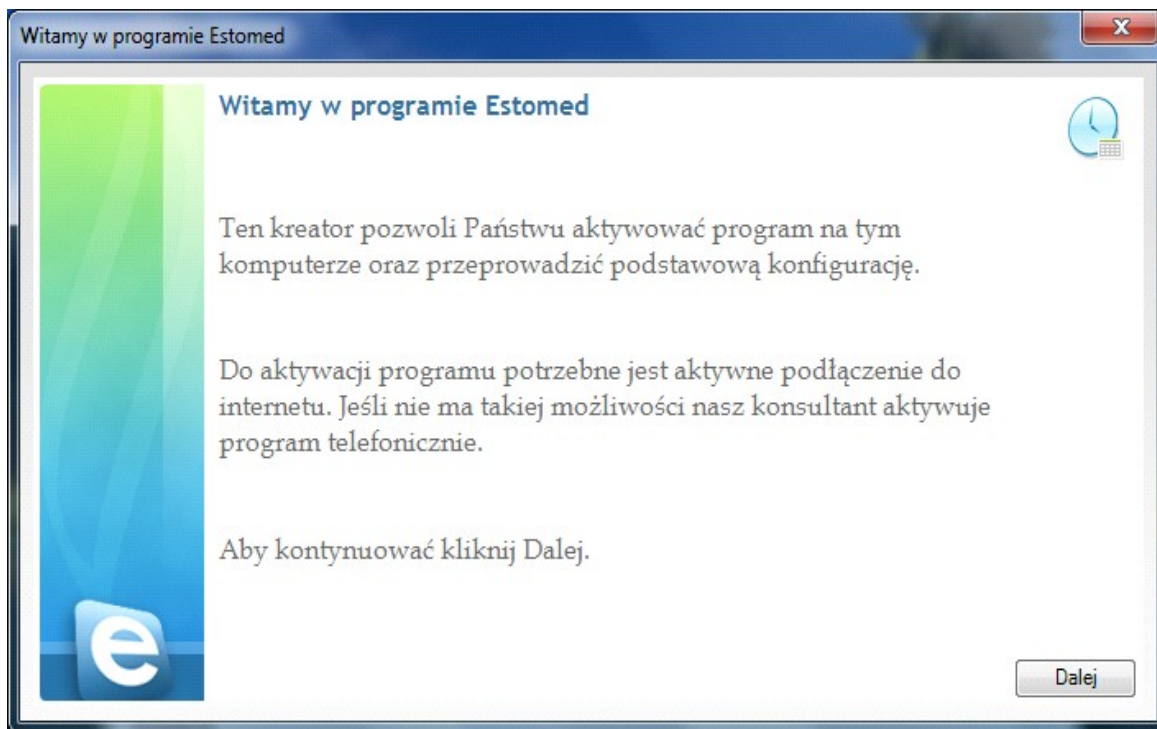 Witamy w programie Estomed
x
Witamy w programie Estomed
Ten kreator pozwoli Państwu aktywować program na tym
komputerze oraz przeprowadzić podstawową konfigurację.
Do aktywacji programu potrzebne jest aktywne podłączenie do
internetu. Jeśli nie ma takiej możliwości nasz konsultant aktywuje
program telefonicznie.
Aby kontynuować kliknij Dalej.
e
Dalej